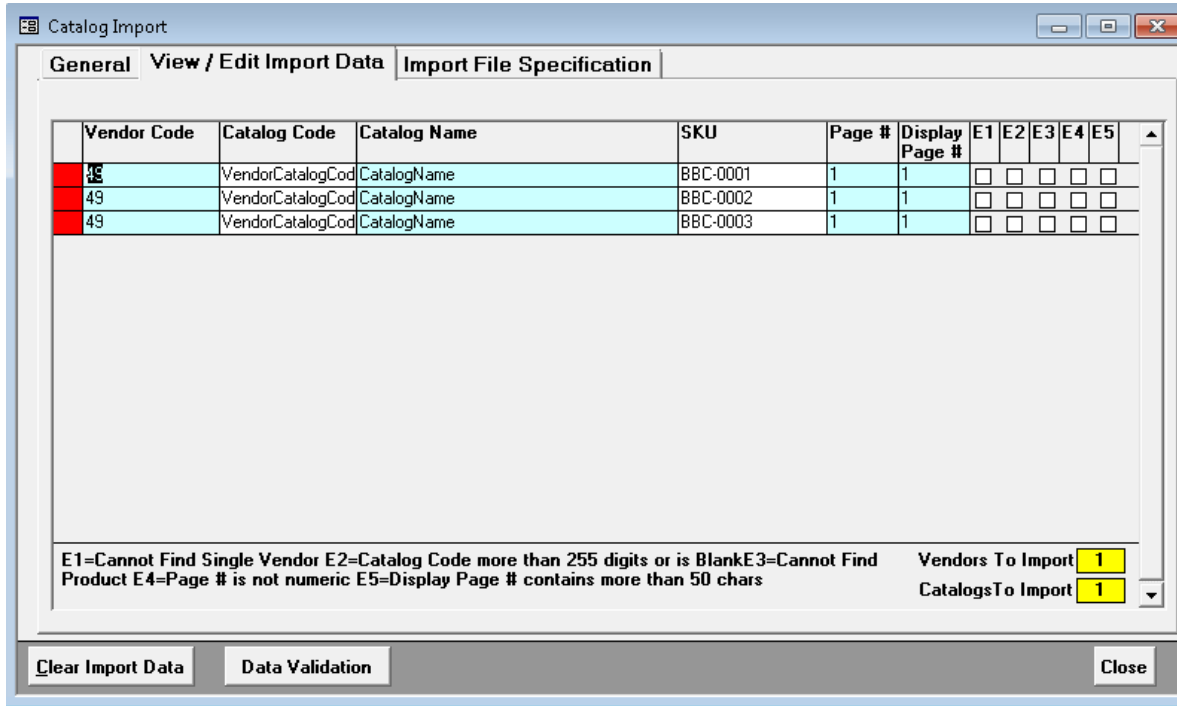 Catalog Import
General View / Edit Import Data Import File Specification
Vendor Code Catalog Code Catalog Name SKU Page # Display Page # E1 E2 E3 E4 E5
49 VendorCatalogCod CatalogName BBC-0001 1 1
49 VendorCatalogCod CatalogName BBC-0002 1 1
49 VendorCatalogCod CatalogName BBC-0003 1 1
E1=Cannot Find Single Vendor E2=Catalog Code more than 255 digits or is BlankE3=Cannot Find
Product E4=Page # is not numeric E5=Display Page # contains more than 50 chars
Vendors To Import 1
CatalogsTo Import 1
Clear Import Data Data Validation Close